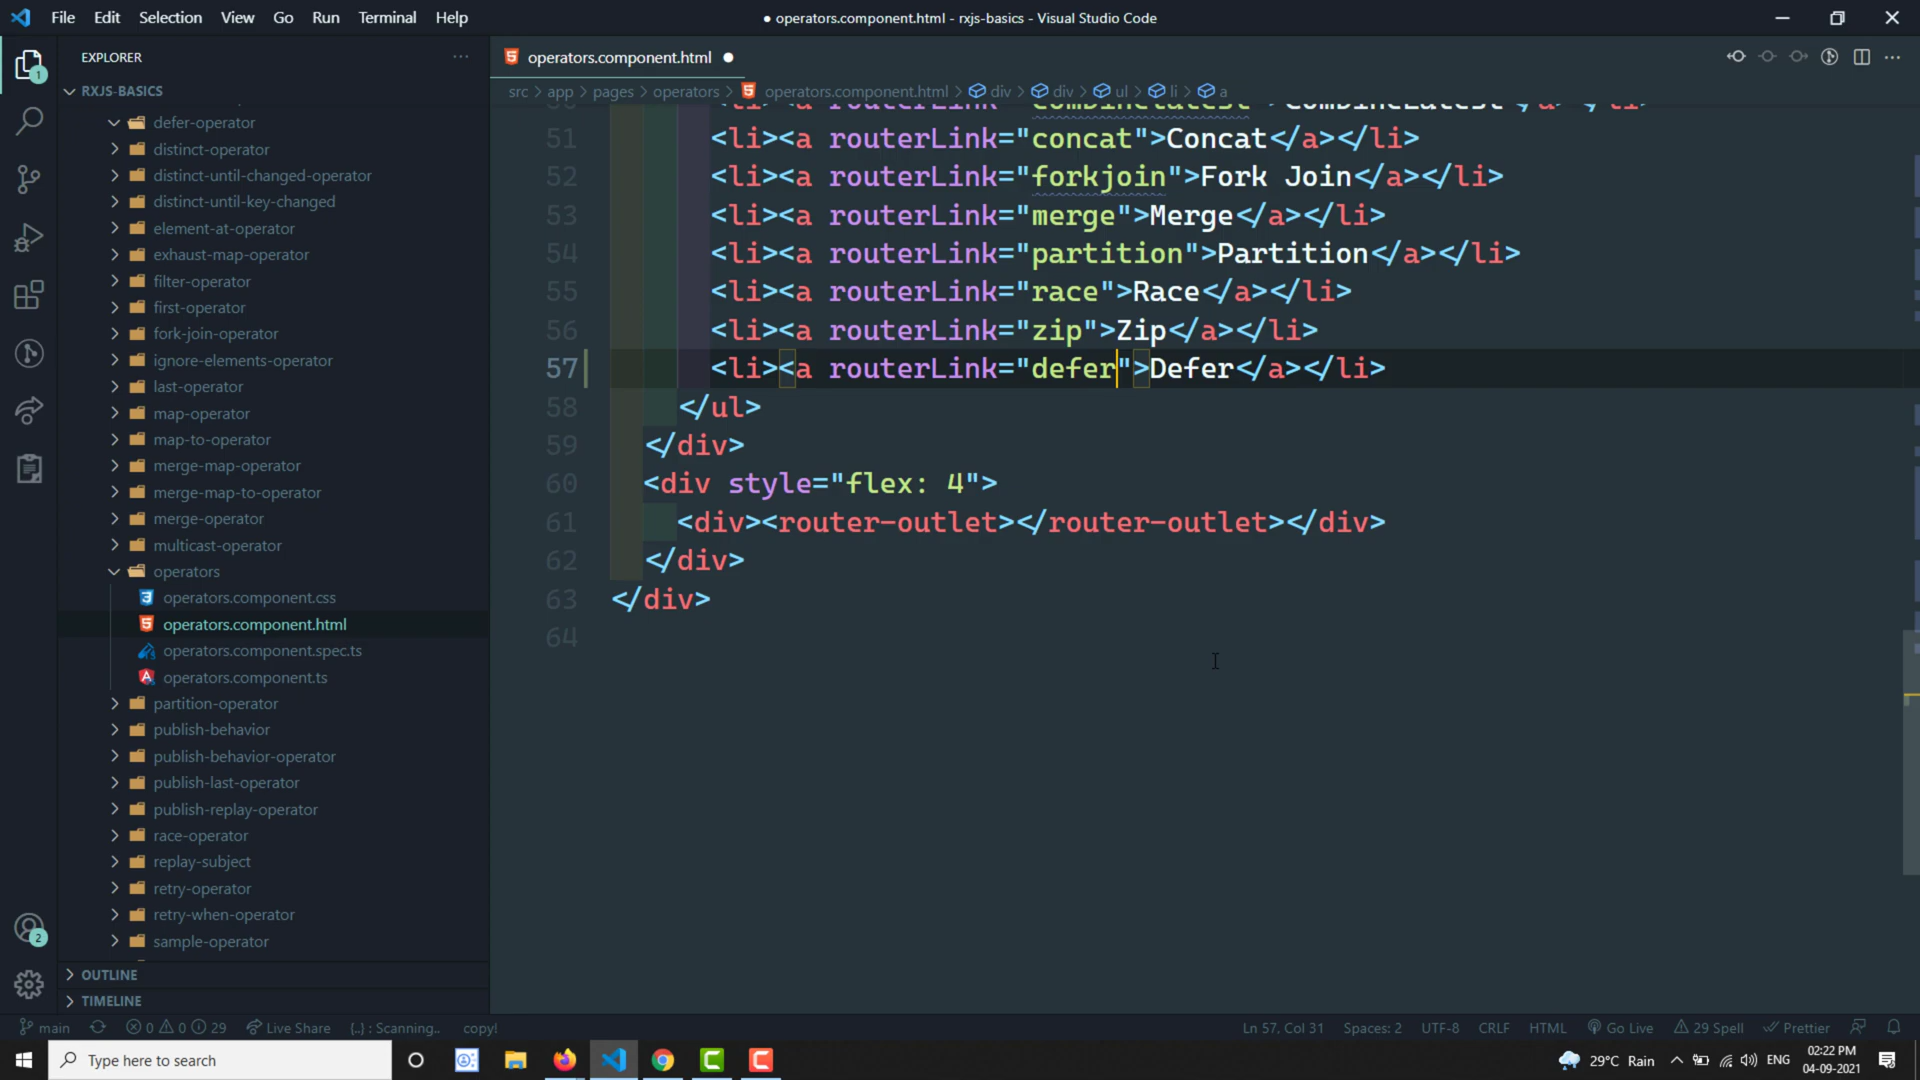 File Edit Selection View Go Run Terminal Help
● operators.component.html - rxjs-basics - Visual Studio Code
EXPLORER
RXJS-BASICS
defer-operator
distinct-operator
distinct-until-changed-operator
distinct-until-key-changed
element-at-operator
exhaust-map-operator
filter-operator
first-operator
fork-join-operator
ignore-elements-operator
last-operator
map-operator
map-to-operator
merge-map-operator
merge-map-to-operator
merge-operator
multicast-operator
operators
operators.component.css
operators.component.html
operators.component.spec.ts
operators.component.ts
partition-operator
publish-behavior
publish-behavior-operator
publish-last-operator
publish-replay-operator
race-operator
replay-subject
retry-operator
retry-when-operator
sample-operator
OUTLINE
TIMELINE
1
2
operators.component.html
src > app > pages > operators > operators.component.html > div > div > ul > li > a
50 <li><a routerLink="combinelatest">CombineLatest</a></li>
51 <li><a routerLink="concat">Concat</a></li>
52 <li><a routerLink="forkjoin">Fork Join</a></li>
53 <li><a routerLink="merge">Merge</a></li>
54 <li><a routerLink="partition">Partition</a></li>
55 <li><a routerLink="race">Race</a></li>
56 <li><a routerLink="zip">Zip</a></li>
57 <li><a routerLink="defer">Defer</a></li>
58 </ul>
59 </div>
60 <div style="flex: 4">
61 <div><router-outlet></router-outlet></div>
62 </div>
63 </div>
64
main 0 0 29 Live Share {..} : Scanning.. copy! Ln 57, Col 31 Spaces: 2 UTF-8 CRLF HTML Go Live 29 Spell Prettier
Type here to search
29°C Rain ENG 02:22 PM
04-09-2021